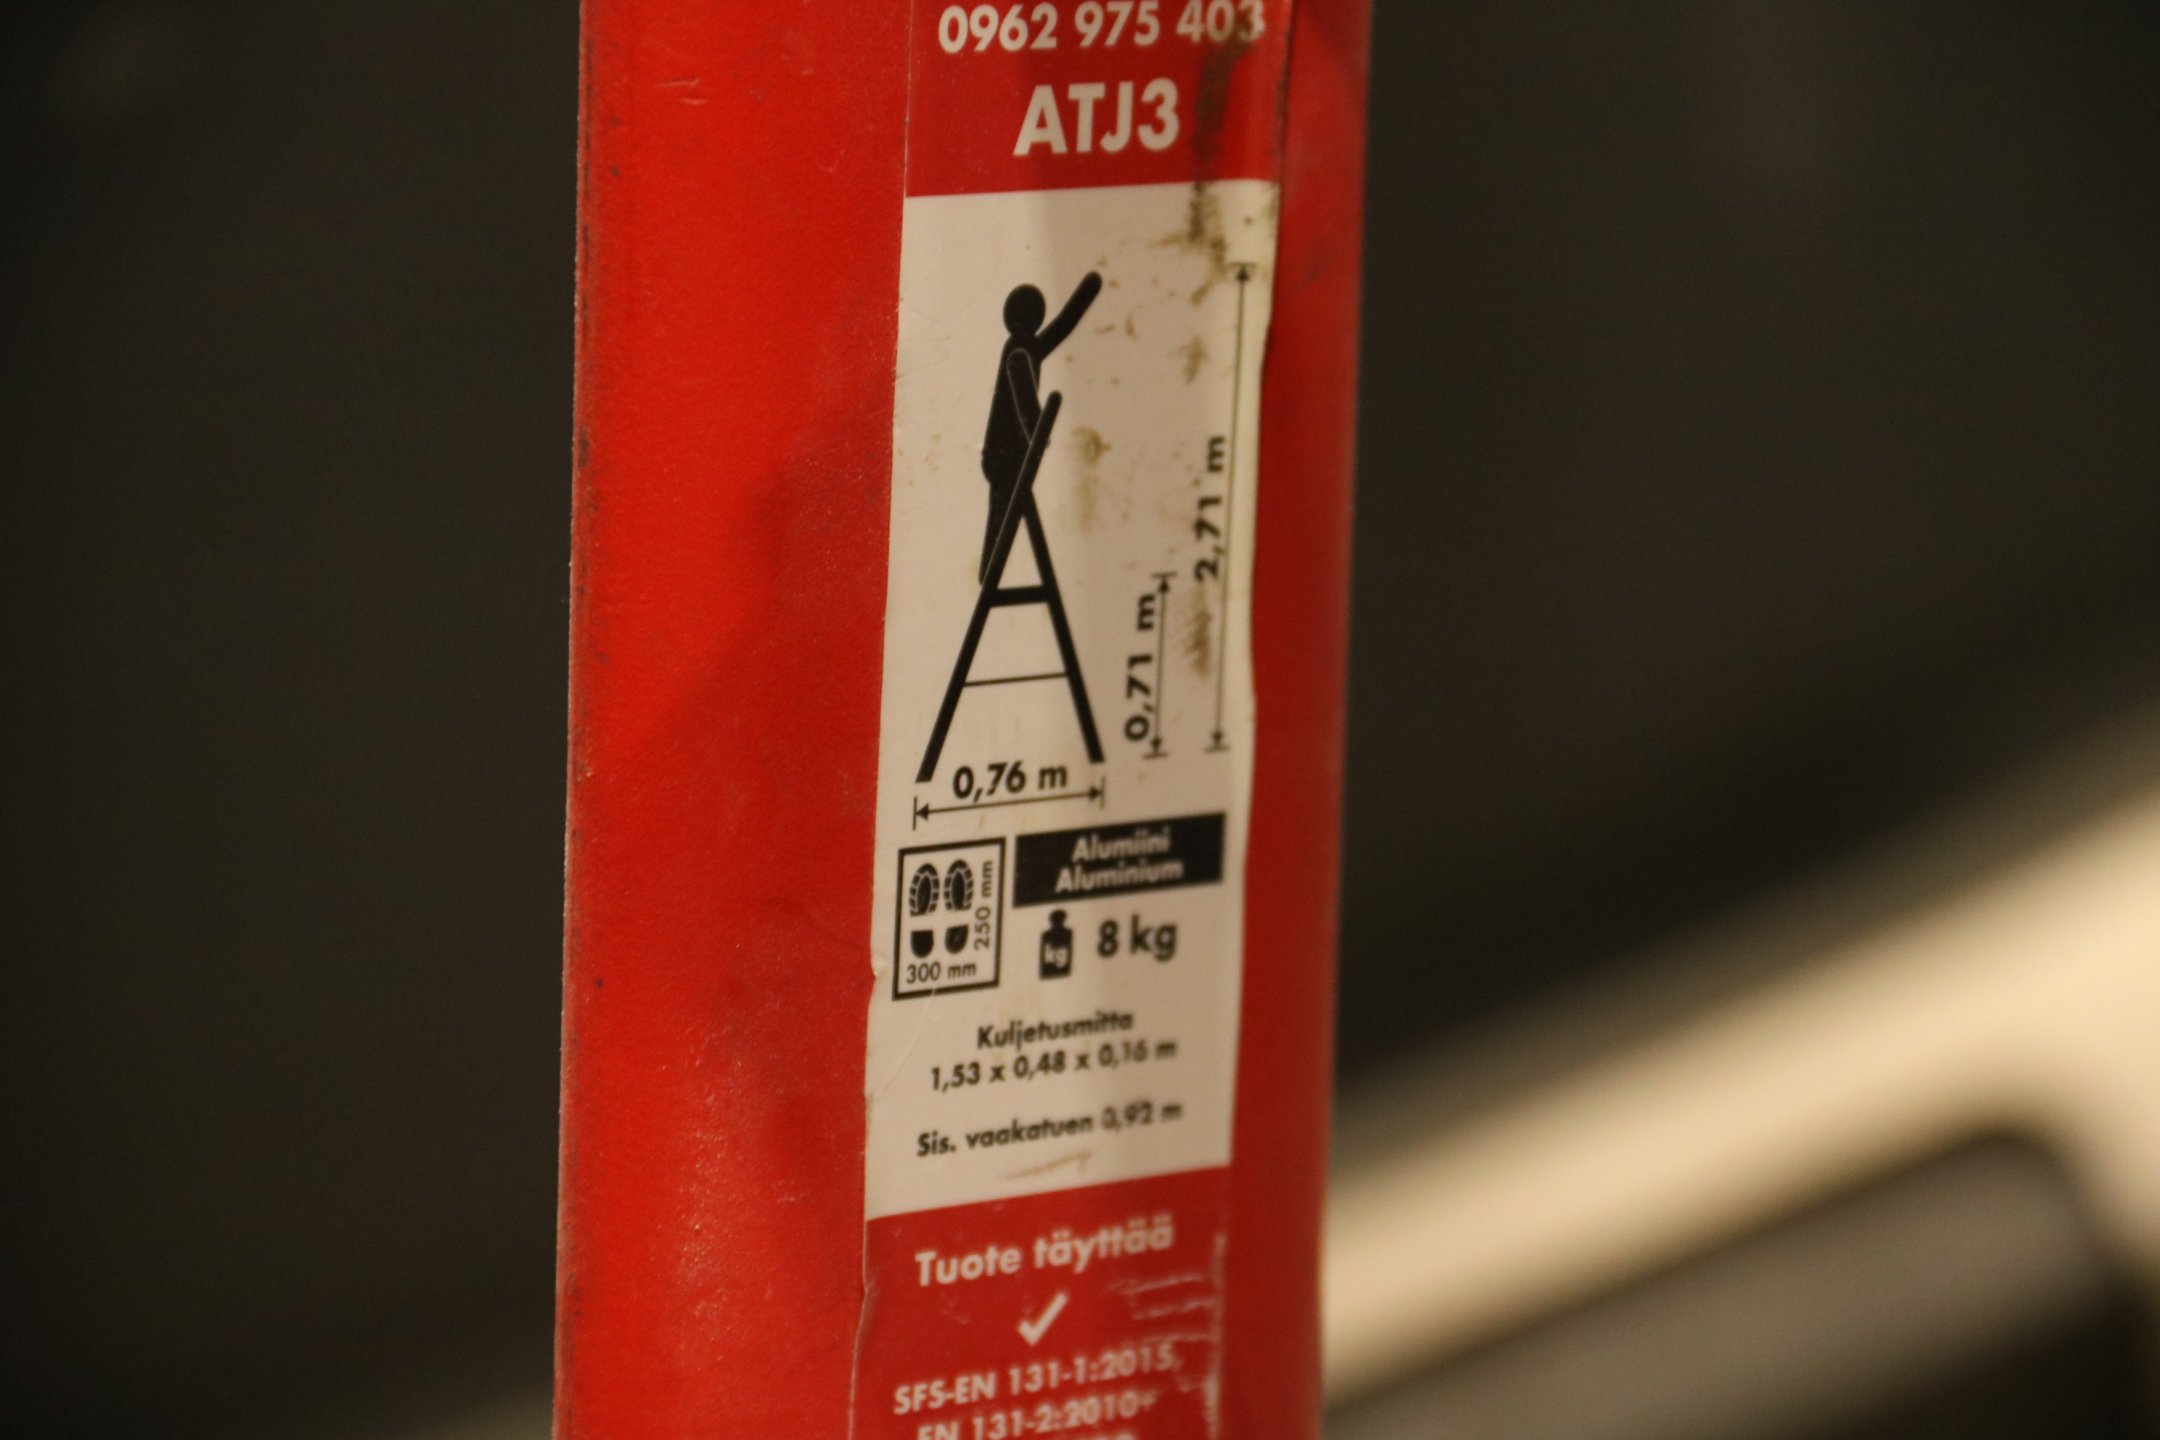 0962 975 403
ATJ3
2,71 m
0,71 m
0,76 m
Alumiini
Aluminium
250 mm
300 mm
kg
8 kg
Kuljetusmitta
1,53 x 0,48 x 0,16 m
Sis. vaakatuen 0,92 m
Tuote täyttää
SFS-EN 131-1:2015,
EN 131-2:2010+